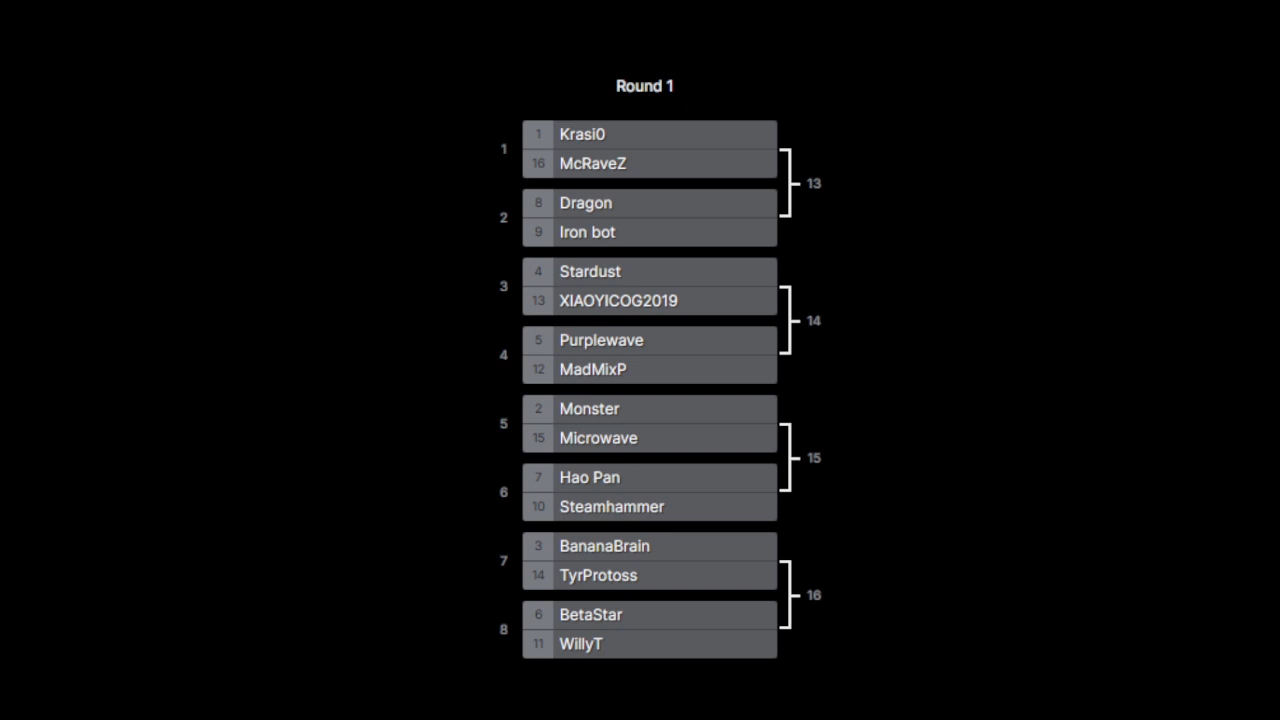 Round 1
1
1 Krasi0
16 McRaveZ
13
2
8 Dragon
9 Iron bot
3
4 Stardust
13 XIAOYICOG2019
14
4
5 Purplewave
12 MadMixP
5
2 Monster
15 Microwave
15
6
7 Hao Pan
10 Steamhammer
7
3 BananaBrain
14 TyrProtoss
16
8
6 BetaStar
11 WillyT